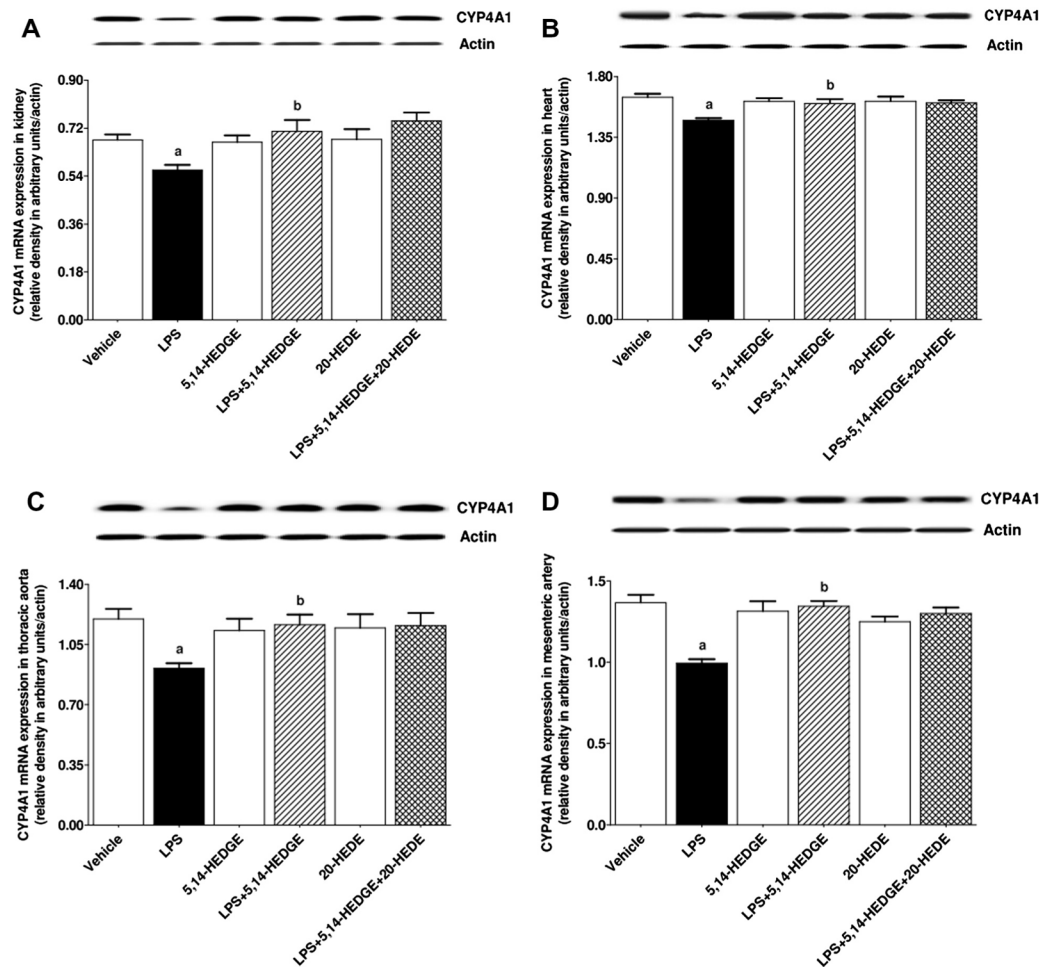 A
CYP4A1
Actin
CYP4A1 mRNA expression in kidney
(relative density in arbitrary units/actin)
0.90
0.72
0.54
0.36
0.18
0.00
a
b
Vehicle
LPS
5,14-HEDGE
LPS+5,14-HEDGE
20-HEDE
LPS+5,14-HEDGE+20-HEDE
B
CYP4A1
Actin
CYP4A1 mRNA expression in heart
(relative density in arbitrary units/actin)
1.80
1.35
0.90
0.45
0.00
a
b
Vehicle
LPS
5,14-HEDGE
LPS+5,14-HEDGE
20-HEDE
LPS+5,14-HEDGE+20-HEDE
C
CYP4A1
Actin
CYP4A1 mRNA expression in thoracic aorta
(relative density in arbitrary units/actin)
1.40
1.05
0.70
0.35
0.00
a
b
Vehicle
LPS
5,14-HEDGE
LPS+5,14-HEDGE
20-HEDE
LPS+5,14-HEDGE+20-HEDE
D
CYP4A1
Actin
CYP4A1 mRNA expression in mesenteric artery
(relative density in arbitrary units/actin)
1.5
1.0
0.5
0.0
a
b
Vehicle
LPS
5,14-HEDGE
LPS+5,14-HEDGE
20-HEDE
LPS+5,14-HEDGE+20-HEDE